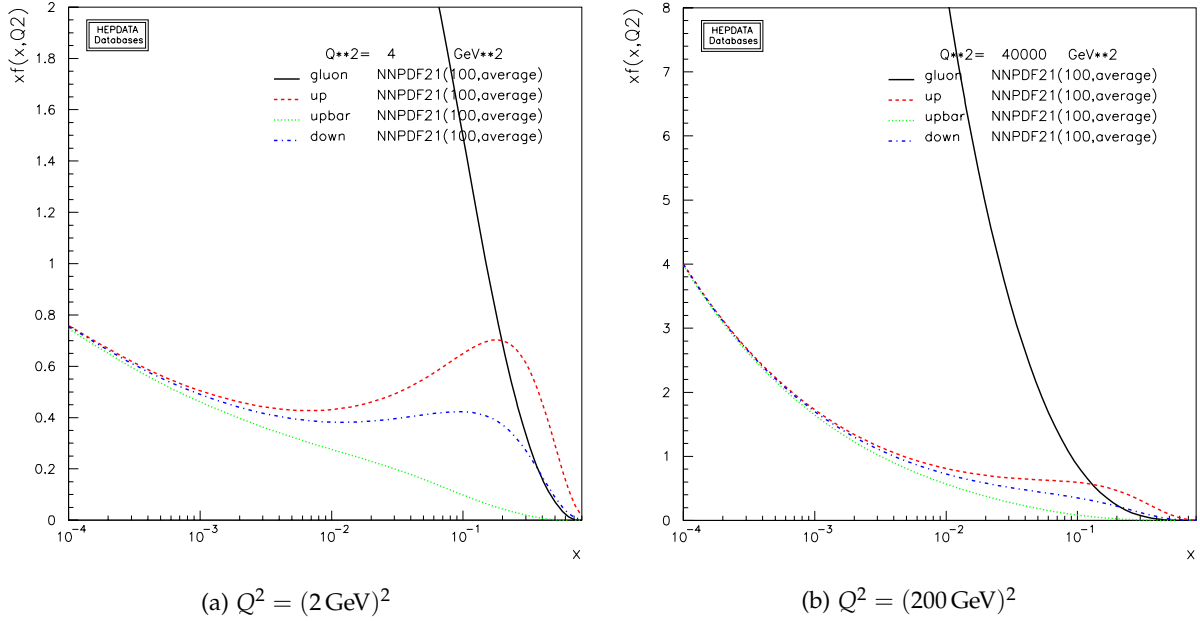 xf(x,Q2)
2
1.8
1.6
1.4
1.2
1
0.8
0.6
0.4
0.2
0
HEPDATA
Databases
Q**2= 4 GeV**2
gluon NNPDF21(100,average)
up NNPDF21(100,average)
upbar NNPDF21(100,average)
down NNPDF21(100,average)
10^-4 10^-3 10^-2 10^-1
x
(a) Q² = (2 GeV)²
xf(x,Q2)
8
7
6
5
4
3
2
1
0
HEPDATA
Databases
Q**2= 40000 GeV**2
gluon NNPDF21(100,average)
up NNPDF21(100,average)
upbar NNPDF21(100,average)
down NNPDF21(100,average)
10^-4 10^-3 10^-2 10^-1
x
(b) Q² = (200 GeV)²